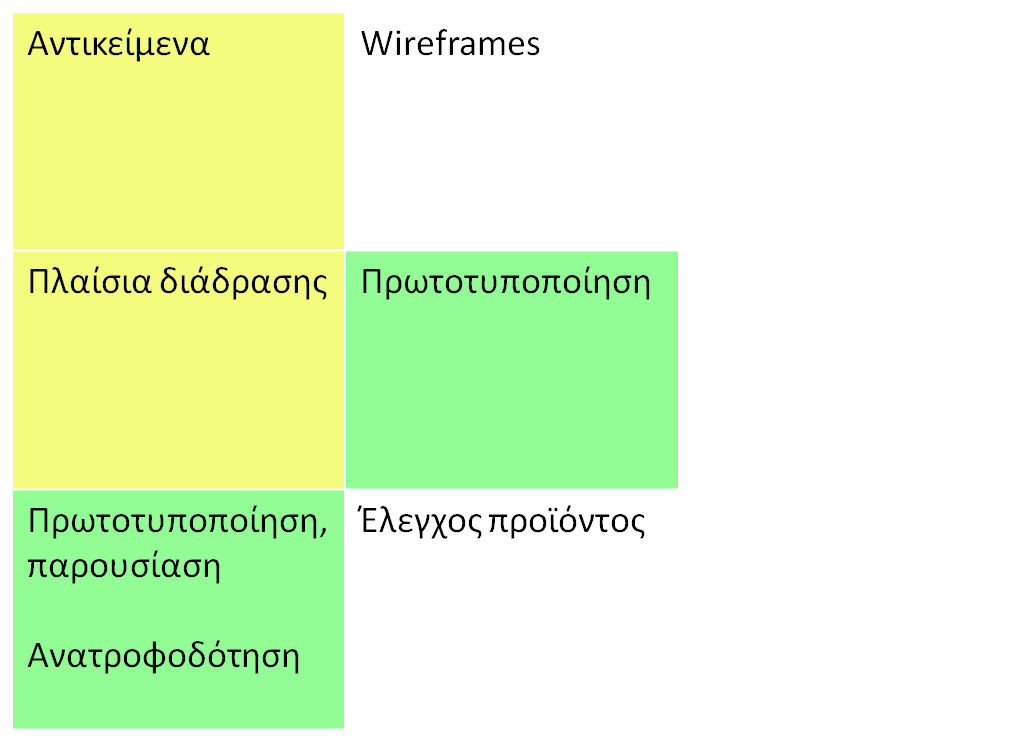 Αντικείμενα
Wireframes
Πλαίσια διάδρασης
Πρωτοτυποποίηση
Πρωτοτυποποίηση,
παρουσίαση
Ανατροφοδότηση
Έλεγχος προϊόντος